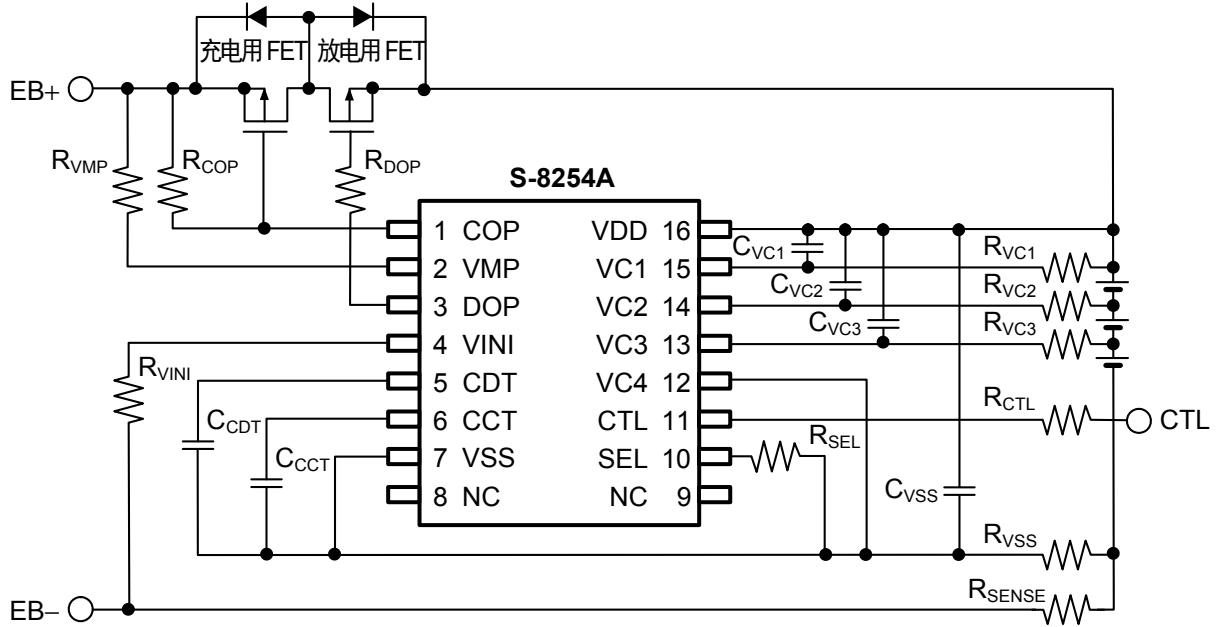 充电用 FET 放电用 FET
EB+
RVMP RCOP RDOP
S-8254A
1 COP VDD 16
CVC1 RVC1
2 VMP VC1 15
CVC2 RVC2
3 DOP VC2 14
CVC3 RVC3
4 VINI VC3 13
RVINI
5 CDT VC4 12
CCDT RCTL
6 CCT CTL 11 CTL
CCCT RSEL
7 VSS SEL 10
CVSS
8 NC NC 9
RVSS
RSENSE
EB−